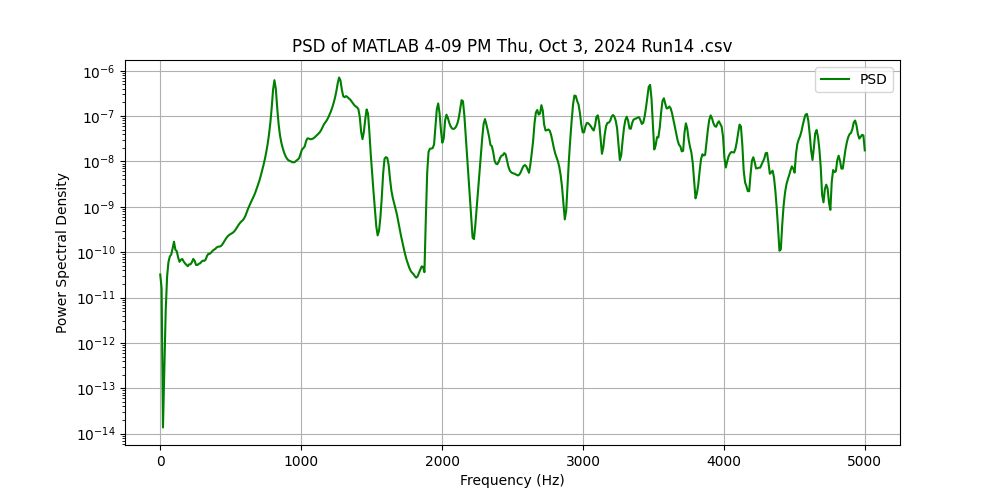 PSD of MATLAB 4-09 PM Thu, Oct 3, 2024 Run14 .csv
PSD
Power Spectral Density
10⁻⁶
10⁻⁷
10⁻⁸
10⁻⁹
10⁻¹⁰
10⁻¹¹
10⁻¹²
10⁻¹³
10⁻¹⁴
0 1000 2000 3000 4000 5000
Frequency (Hz)